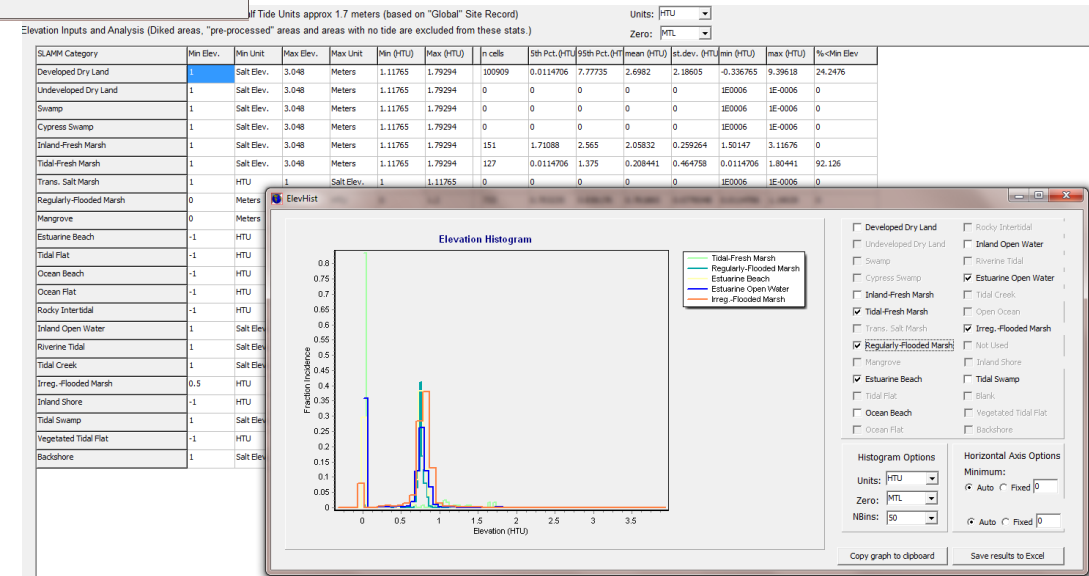 lf Tide Units approx 1.7 meters (based on "Global" Site Record)
Units: HTU
Elevation Inputs and Analysis (Diked areas, "pre-processed" areas and areas with no tide are excluded from these stats.)
Zero: MTL
SLAMM Category Min Elev. Min Unit Max Elev. Max Unit Min (HTU) Max (HTU) n cells 5th Pct.(HTU 95th Pct.(HT mean (HTU) st.dev. (HTU min (HTU) max (HTU) %<Min Elev
Developed Dry Land 1 Salt Elev. 3.048 Meters 1.11765 1.79294 100909 0.0114706 7.77735 2.6982 2.18605 -0.336765 9.39618 24.2476
Undeveloped Dry Land 1 Salt Elev. 3.048 Meters 1.11765 1.79294 0 0 0 0 0 1E0006 1E-0006 0
Swamp 1 Salt Elev. 3.048 Meters 1.11765 1.79294 0 0 0 0 0 1E0006 1E-0006 0
Cypress Swamp 1 Salt Elev. 3.048 Meters 1.11765 1.79294 0 0 0 0 0 1E0006 1E-0006 0
Inland-Fresh Marsh 1 Salt Elev. 3.048 Meters 1.11765 1.79294 151 1.71088 2.565 2.05832 0.259264 1.50147 3.11676 0
Tidal-Fresh Marsh 1 Salt Elev. 3.048 Meters 1.11765 1.79294 127 0.0114706 1.375 0.208441 0.464758 0.0114706 1.80441 92.126
Trans. Salt Marsh 1 HTU 1 Salt Elev. 1 1.11765 0 0 0 0 0 1E0006 1E-0006 0
Regularly-Flooded Marsh 0 Meters
Mangrove 0 Meters
Estuarine Beach -1 HTU
Tidal Flat -1 HTU
Ocean Beach -1 HTU
Ocean Flat -1 HTU
Rocky Intertidal -1 HTU
Inland Open Water 1 Salt Elev
Riverine Tidal 1 Salt Elev
Tidal Creek 1 Salt Elev
Irreg.-Flooded Marsh 0.5 HTU
Inland Shore -1 HTU
Tidal Swamp 1 Salt Elev
Vegetated Tidal Flat -1 HTU
Backshore 1 Salt Elev
ElevHist
Elevation Histogram
Fraction Incidence
0.8
0.75
0.7
0.65
0.6
0.55
0.5
0.45
0.4
0.35
0.3
0.25
0.2
0.15
0.1
0.05
0
0 0.5 1 1.5 2 2.5 3 3.5
Elevation (HTU)
Tidal-Fresh Marsh
Regularly-Flooded Marsh
Estuarine Beach
Estuarine Open Water
Irreg.-Flooded Marsh
Developed Dry Land Rocky Intertidal
Undeveloped Dry Land Inland Open Water
Swamp Riverine Tidal
Cypress Swamp Estuarine Open Water
Inland-Fresh Marsh Tidal Creek
Tidal-Fresh Marsh Open Ocean
Trans. Salt Marsh Irreg.-Flooded Marsh
Regularly-Flooded Marsh Not Used
Mangrove Inland Shore
Estuarine Beach Tidal Swamp
Tidal Flat Blank
Ocean Beach Vegetated Tidal Flat
Ocean Flat Backshore
Histogram Options
Units: HTU
Zero: MTL
NBins: 50
Horizontal Axis Options
Minimum:
Auto Fixed 0
Auto Fixed 0
Copy graph to clipboard Save results to Excel